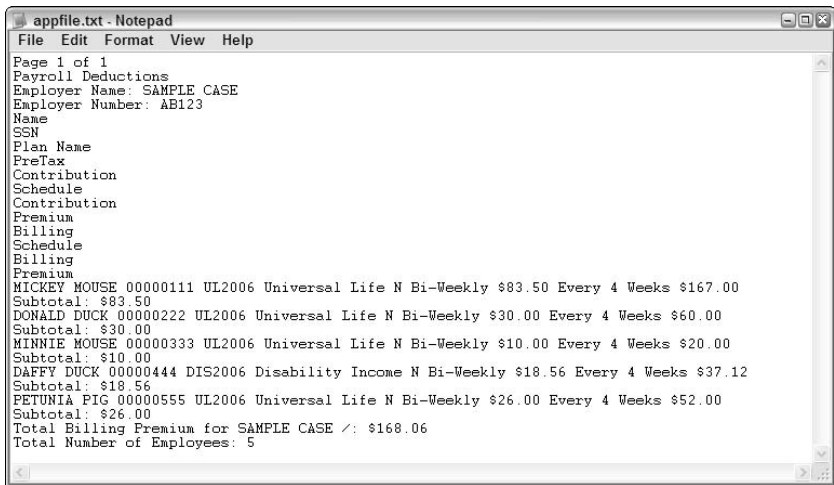 appfile.txt - Notepad
File Edit Format View Help
Page 1 of 1
Payroll Deductions
Employer Name: SAMPLE CASE
Employer Number: AB123
Name
SSN
Plan Name
PreTax
Contribution
Schedule
Contribution
Premium
Billing
Schedule
Billing
Premium
MICKEY MOUSE 00000111 UL2006 Universal Life N Bi-Weekly $83.50 Every 4 Weeks $167.00
Subtotal: $83.50
DONALD DUCK 00000222 UL2006 Universal Life N Bi-Weekly $30.00 Every 4 Weeks $60.00
Subtotal: $30.00
MINNIE MOUSE 00000333 UL2006 Universal Life N Bi-Weekly $10.00 Every 4 Weeks $20.00
Subtotal: $10.00
DAFFY DUCK 00000444 DIS2006 Disability Income N Bi-Weekly $18.56 Every 4 Weeks $37.12
Subtotal: $18.56
PETUNIA PIG 00000555 UL2006 Universal Life N Bi-Weekly $26.00 Every 4 Weeks $52.00
Subtotal: $26.00
Total Billing Premium for SAMPLE CASE /: $168.06
Total Number of Employees: 5